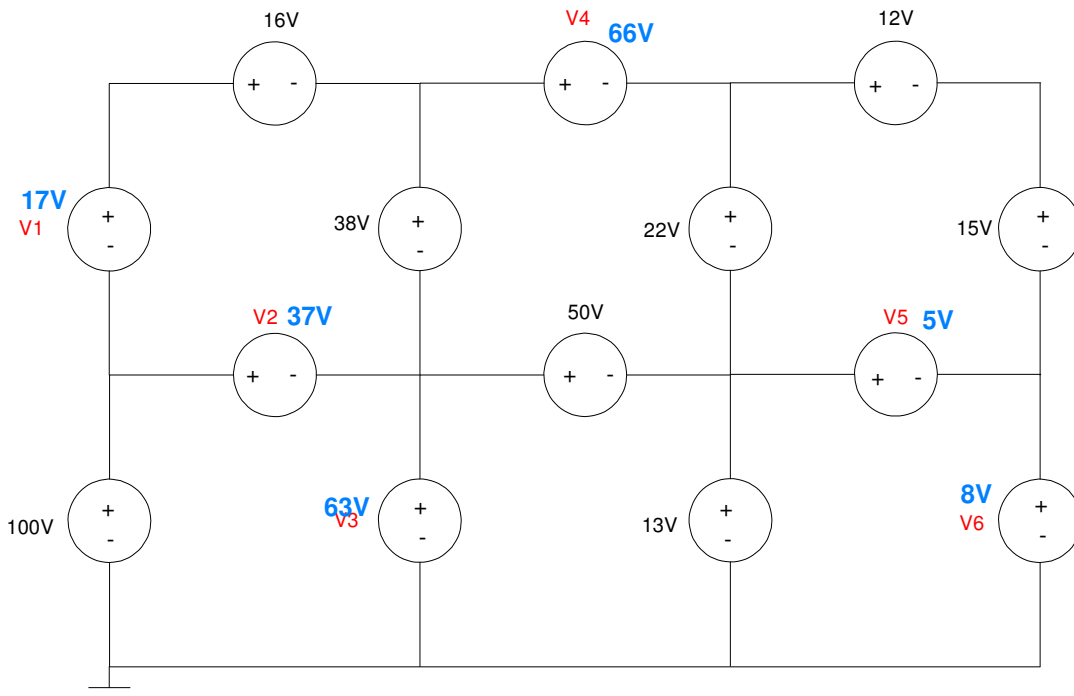 16V
V4
66V
12V
+ -
+ -
+ -
17V
V1
+
-
38V
+
-
22V
+
-
15V
+
-
V2 37V
50V
V5 5V
+ -
+ -
+ -
100V
+
-
63V
V3
+
-
13V
+
-
8V
V6
+
-